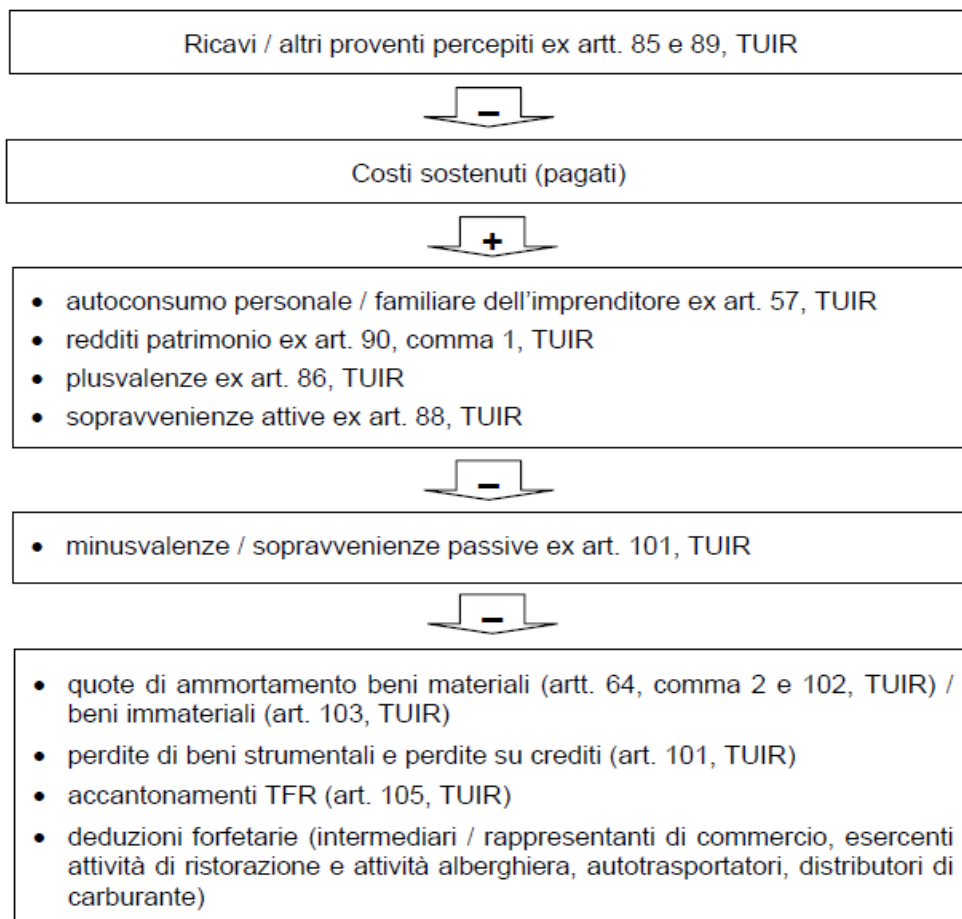 Ricavi / altri proventi percepiti ex artt. 85 e 89, TUIR
–
Costi sostenuti (pagati)
+
• autoconsumo personale / familiare dell'imprenditore ex art. 57, TUIR
• redditi patrimonio ex art. 90, comma 1, TUIR
• plusvalenze ex art. 86, TUIR
• sopravvenienze attive ex art. 88, TUIR
–
• minusvalenze / sopravvenienze passive ex art. 101, TUIR
–
• quote di ammortamento beni materiali (artt. 64, comma 2 e 102, TUIR) /
beni immateriali (art. 103, TUIR)
• perdite di beni strumentali e perdite su crediti (art. 101, TUIR)
• accantonamenti TFR (art. 105, TUIR)
• deduzioni forfetarie (intermediari / rappresentanti di commercio, esercenti
attività di ristorazione e attività alberghiera, autotrasportatori, distributori di
carburante)